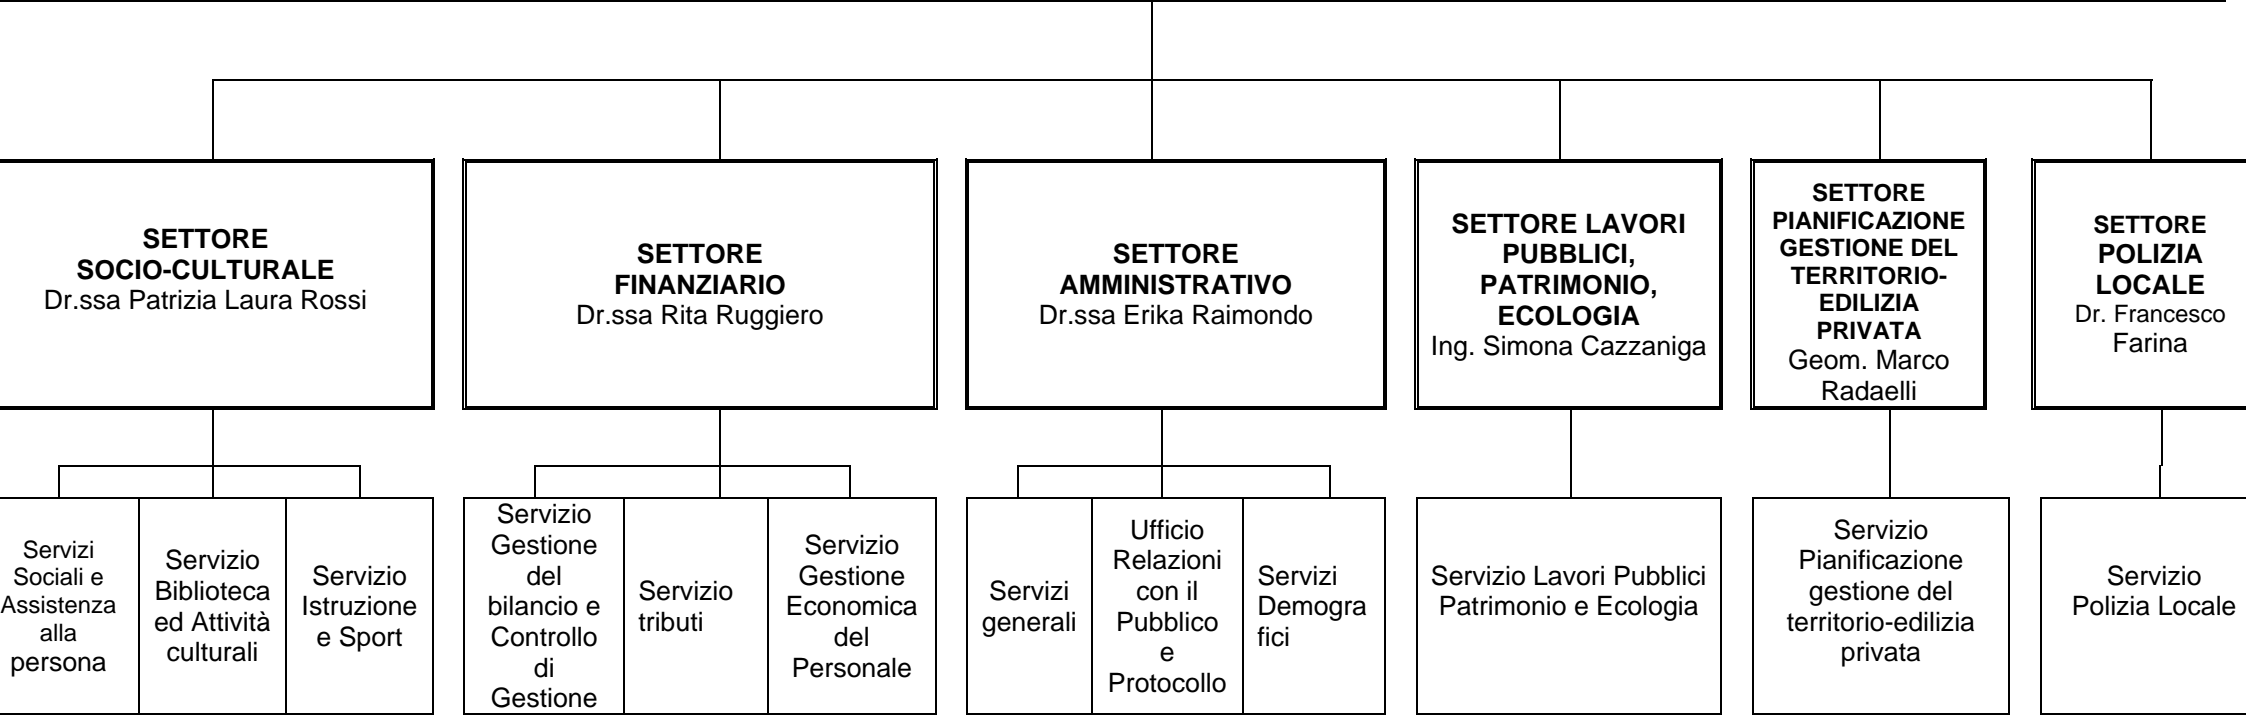 SETTORE
SOCIO-CULTURALE
Dr.ssa Patrizia Laura Rossi
SETTORE
FINANZIARIO
Dr.ssa Rita Ruggiero
SETTORE
AMMINISTRATIVO
Dr.ssa Erika Raimondo
SETTORE LAVORI
PUBBLICI,
PATRIMONIO,
ECOLOGIA
Ing. Simona Cazzaniga
SETTORE
PIANIFICAZIONE
GESTIONE DEL
TERRITORIO-
EDILIZIA
PRIVATA
Geom. Marco
Radaelli
SETTORE
POLIZIA
LOCALE
Dr. Francesco
Farina
Servizi
Sociali e
Assistenza
alla
persona
Servizio
Biblioteca
ed Attività
culturali
Servizio
Istruzione
e Sport
Servizio
Gestione
del
bilancio e
Controllo
di
Gestione
Servizio
tributi
Servizio
Gestione
Economica
del
Personale
Servizi
generali
Ufficio
Relazioni
con il
Pubblico
e
Protocollo
Servizi
Demogra
fici
Servizio Lavori Pubblici
Patrimonio e Ecologia
Servizio
Pianificazione
gestione del
territorio-edilizia
privata
Servizio
Polizia Locale